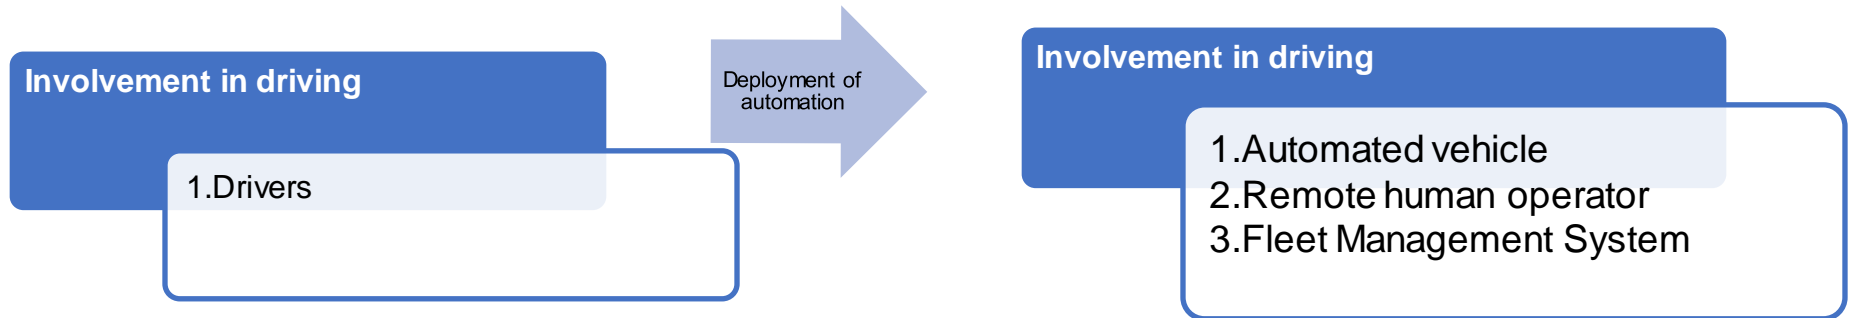 Involvement in driving
1.Drivers
Deployment of
automation
Involvement in driving
1.Automated vehicle
2.Remote human operator
3.Fleet Management System